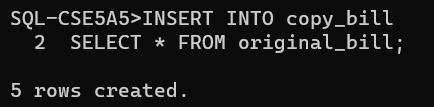 SQL-CSE5A5>INSERT INTO copy_bill
  2  SELECT * FROM original_bill;
5 rows created.